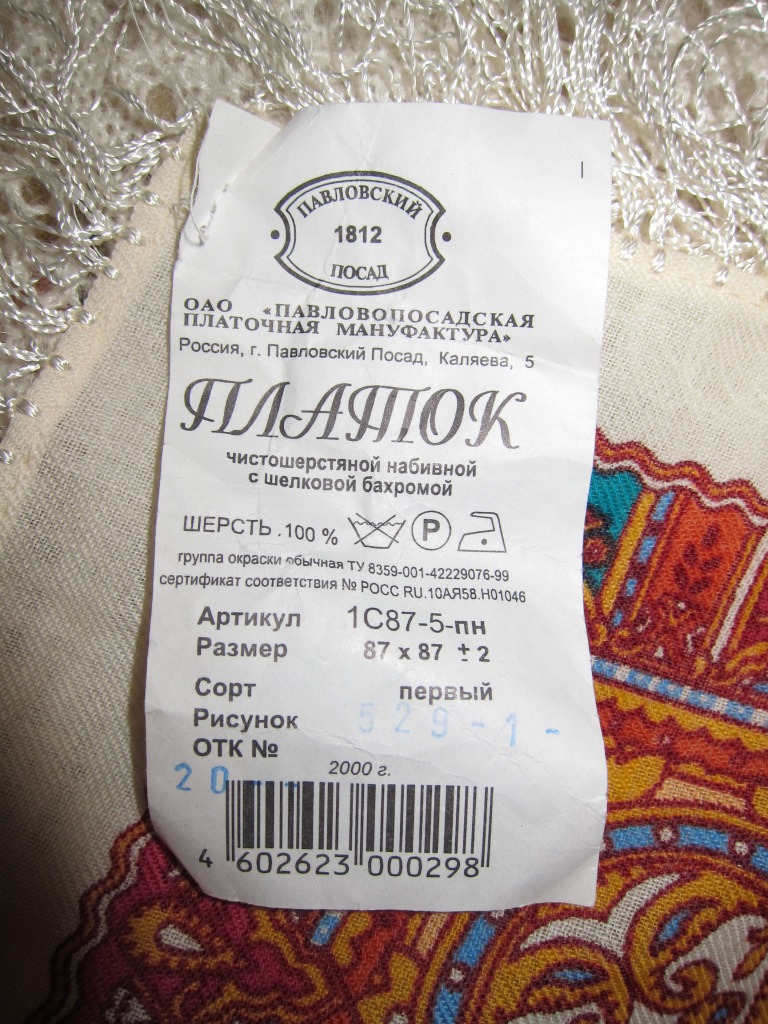 ПАВЛОВСКИЙ
1812
ПОСАД
ОАО «ПАВЛОВОПОСАДСКАЯ
ПЛАТОЧНАЯ МАНУФАКТУРА»
Россия, г. Павловский Посад, Каляева, 5
ПЛАТОК
чистошерстяной набивной
с шелковой бахромой
ШЕРСТЬ .100 % P
группа окраски обычная ТУ 8359-001-42229076-99
сертификат соответствия № РОСС RU.10АЯ58.Н01046
Артикул 1С87-5-пн
Размер 87 х 87 ± 2
Сорт первый
Рисунок 529-1-
ОТК №
20--
2000 г.
4 602623 000298